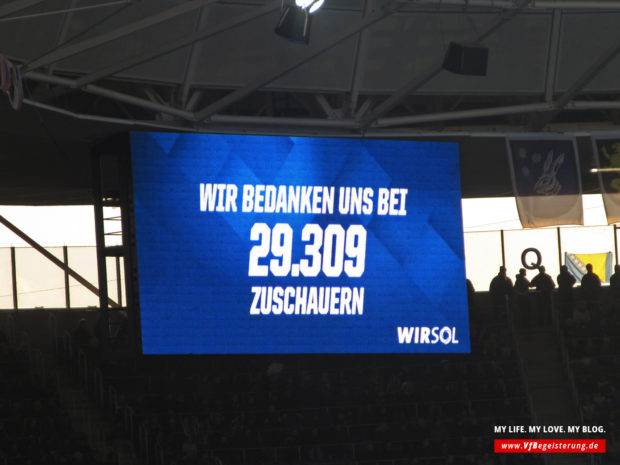 WIR BEDANKEN UNS BEI
29.309
ZUSCHAUERN
WIRSOL
Q
MY LIFE. MY LOVE. MY BLOG.
www.VfBegeisterung.de